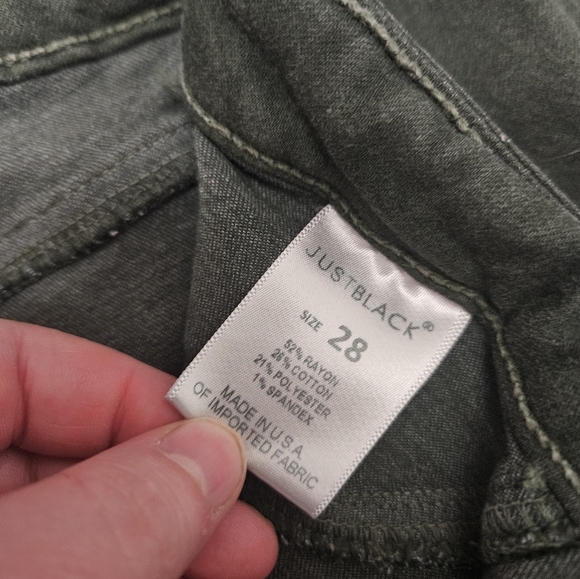 JUSTBLACK®
SIZE 28
52% RAYON
26% COTTON
21% POLYESTER
1% SPANDEX
MADE IN U.S.A
OF IMPORTED FABRIC